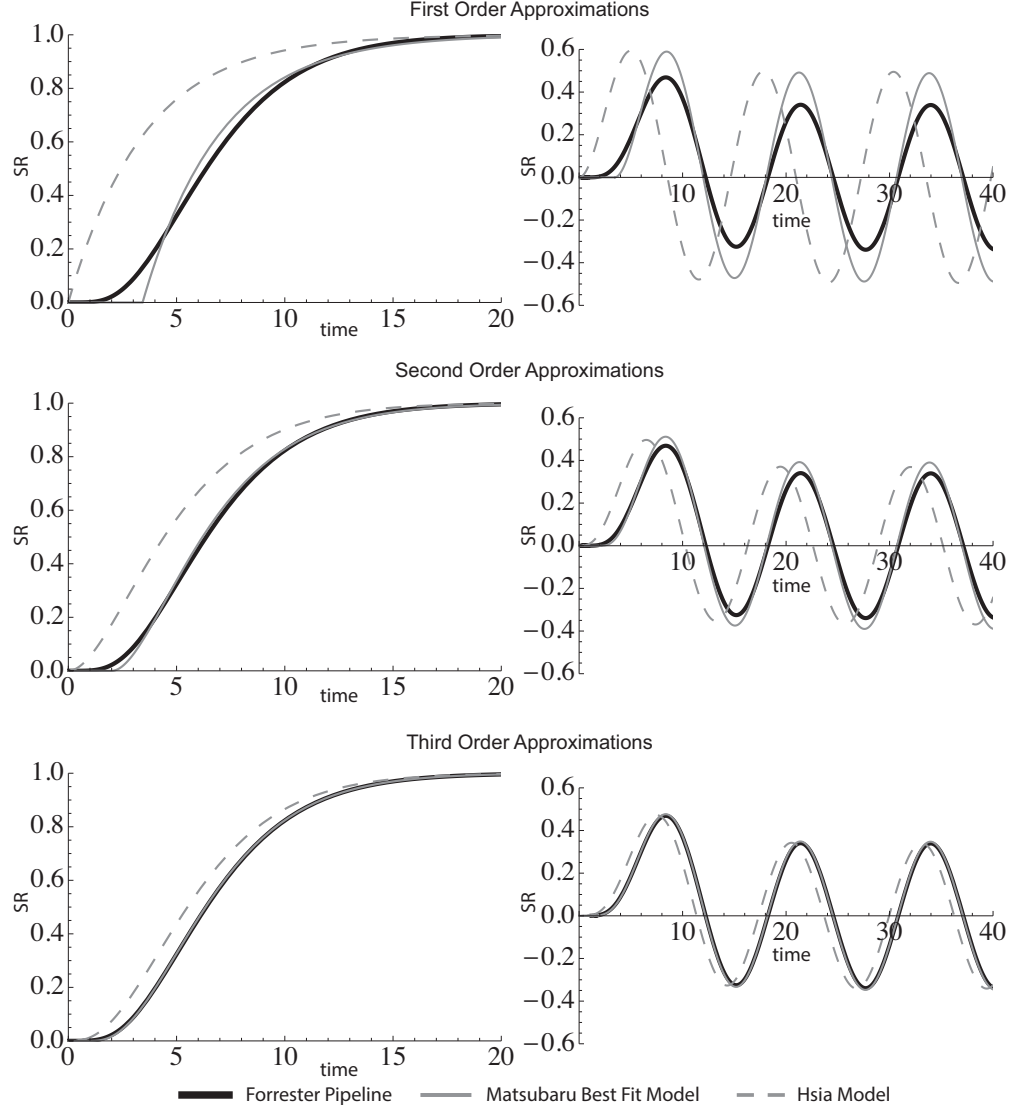 First Order Approximations
1.0
0.8
0.6
0.4
0.2
0.0
SR
0 5 10 15 20
time
0.6
0.4
0.2
0.0
−0.2
−0.4
−0.6
SR
10 20 30 40
time
Second Order Approximations
1.0
0.8
0.6
0.4
0.2
0.0
SR
0 5 10 15 20
time
0.6
0.4
0.2
0.0
−0.2
−0.4
−0.6
SR
10 20 30 40
time
Third Order Approximations
1.0
0.8
0.6
0.4
0.2
0.0
SR
0 5 10 15 20
time
0.6
0.4
0.2
0.0
−0.2
−0.4
−0.6
SR
10 20 30 40
time
Forrester Pipeline Matsubaru Best Fit Model Hsia Model